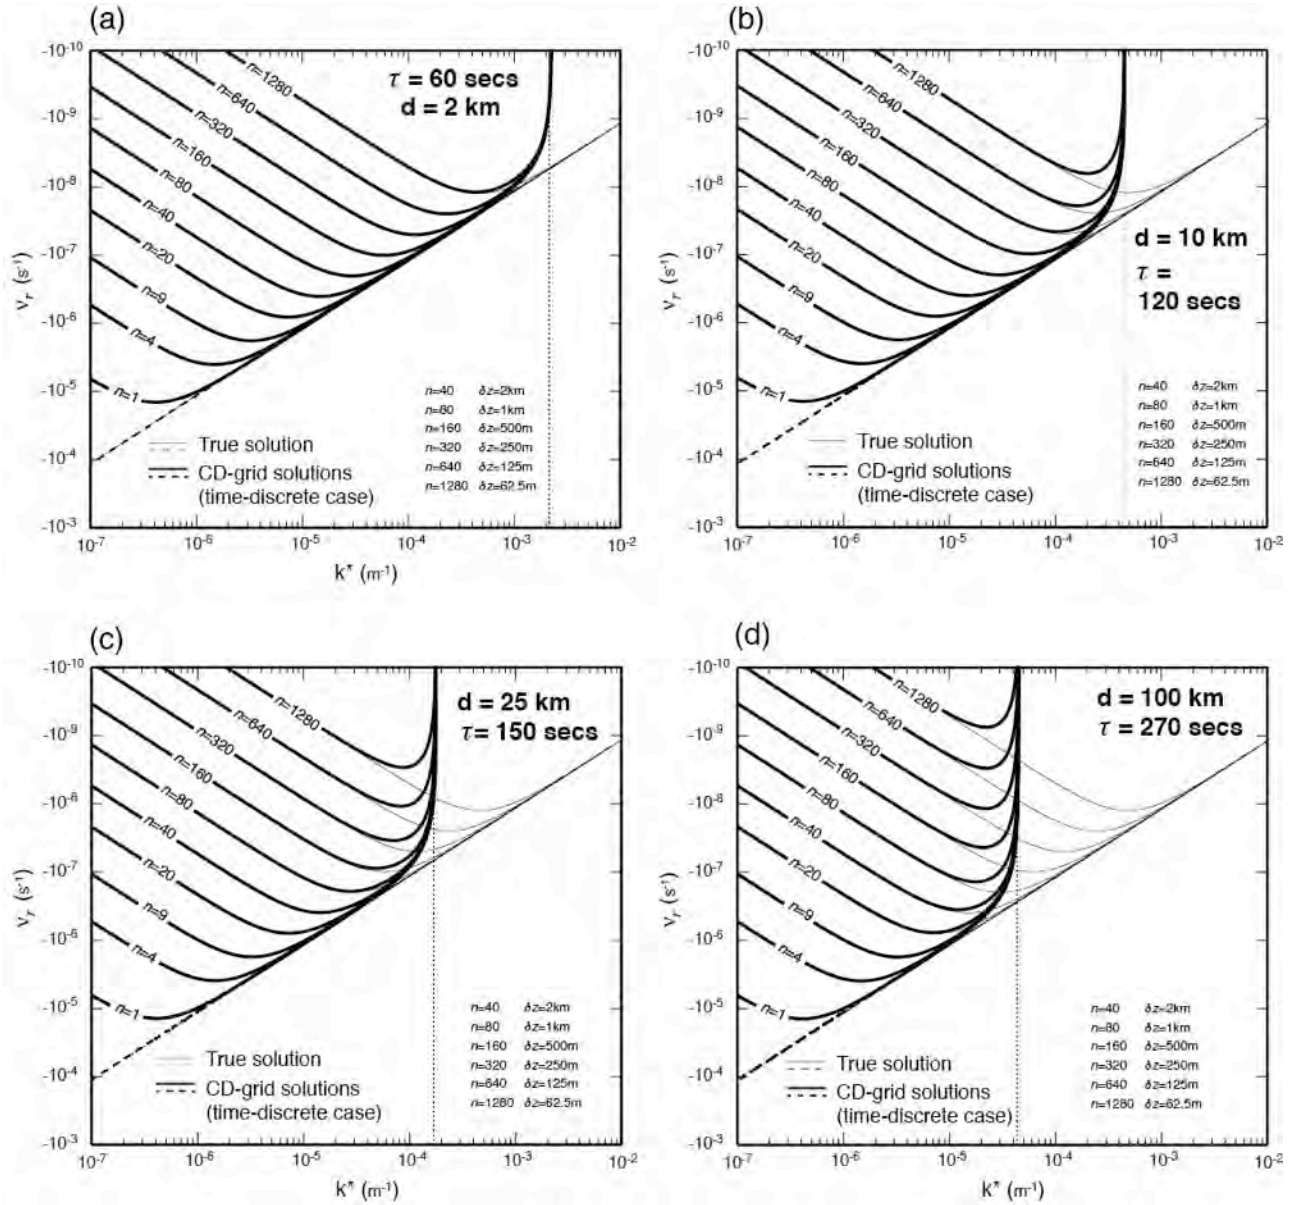 (a)
-10⁻¹⁰
-10⁻⁹
-10⁻⁸
-10⁻⁷
-10⁻⁶
-10⁻⁵
-10⁻⁴
-10⁻³
νᵣ (s⁻¹)
n=1280
n=640
n=320
n=160
n=80
n=40
n=20
n=9
n=4
n=1
τ = 60 secs
d = 2 km
n=40 δz=2km
n=80 δz=1km
n=160 δz=500m
n=320 δz=250m
n=640 δz=125m
n=1280 δz=62.5m
True solution
CD-grid solutions
(time-discrete case)
10⁻⁷ 10⁻⁶ 10⁻⁵ 10⁻⁴ 10⁻³ 10⁻²
k* (m⁻¹)
(b)
-10⁻¹⁰
-10⁻⁹
-10⁻⁸
-10⁻⁷
-10⁻⁶
-10⁻⁵
-10⁻⁴
-10⁻³
νᵣ (s⁻¹)
n=1280
n=640
n=320
n=160
n=80
n=40
n=20
n=9
n=4
n=1
d = 10 km
τ =
120 secs
n=40 δz=2km
n=80 δz=1km
n=160 δz=500m
n=320 δz=250m
n=640 δz=125m
n=1280 δz=62.5m
True solution
CD-grid solutions
(time-discrete case)
10⁻⁷ 10⁻⁶ 10⁻⁵ 10⁻⁴ 10⁻³ 10⁻²
k* (m⁻¹)
(c)
-10⁻¹⁰
-10⁻⁹
-10⁻⁸
-10⁻⁷
-10⁻⁶
-10⁻⁵
-10⁻⁴
-10⁻³
νᵣ (s⁻¹)
n=1280
n=640
n=320
n=160
n=80
n=40
n=20
n=9
n=4
n=1
d = 25 km
τ= 150 secs
n=40 δz=2km
n=80 δz=1km
n=160 δz=500m
n=320 δz=250m
n=640 δz=125m
n=1280 δz=62.5m
True solution
CD-grid solutions
(time-discrete case)
10⁻⁷ 10⁻⁶ 10⁻⁵ 10⁻⁴ 10⁻³ 10⁻²
k* (m⁻¹)
(d)
-10⁻¹⁰
-10⁻⁹
-10⁻⁸
-10⁻⁷
-10⁻⁶
-10⁻⁵
-10⁻⁴
-10⁻³
νᵣ (s⁻¹)
n=1280
n=640
n=320
n=160
n=80
n=40
n=20
n=9
n=4
n=1
d = 100 km
τ = 270 secs
n=40 δz=2km
n=80 δz=1km
n=160 δz=500m
n=320 δz=250m
n=640 δz=125m
n=1280 δz=62.5m
True solution
CD-grid solutions
(time-discrete case)
10⁻⁷ 10⁻⁶ 10⁻⁵ 10⁻⁴ 10⁻³ 10⁻²
k* (m⁻¹)